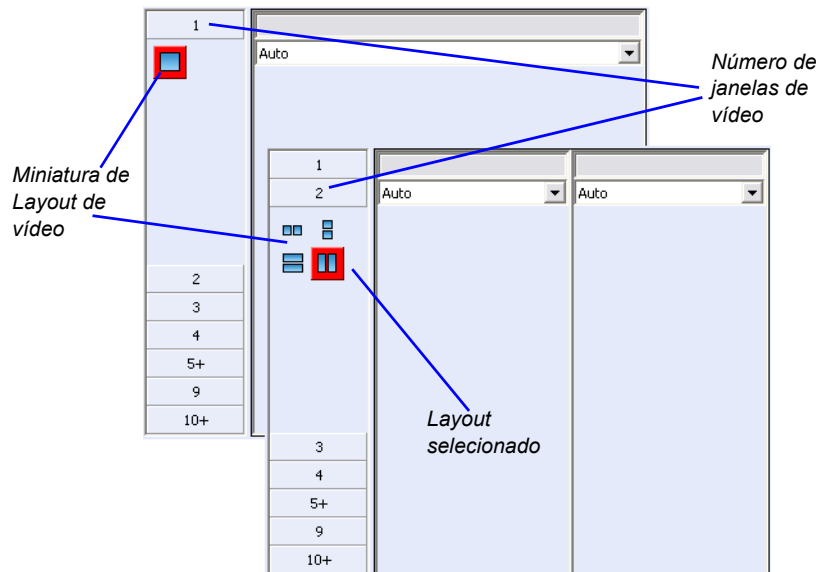 1
Auto
Número de
janelas de
vídeo
Miniatura de
Layout de
vídeo
2
3
4
5+
9
10+
1
2
Auto
Auto
Layout
selecionado
3
4
5+
9
10+